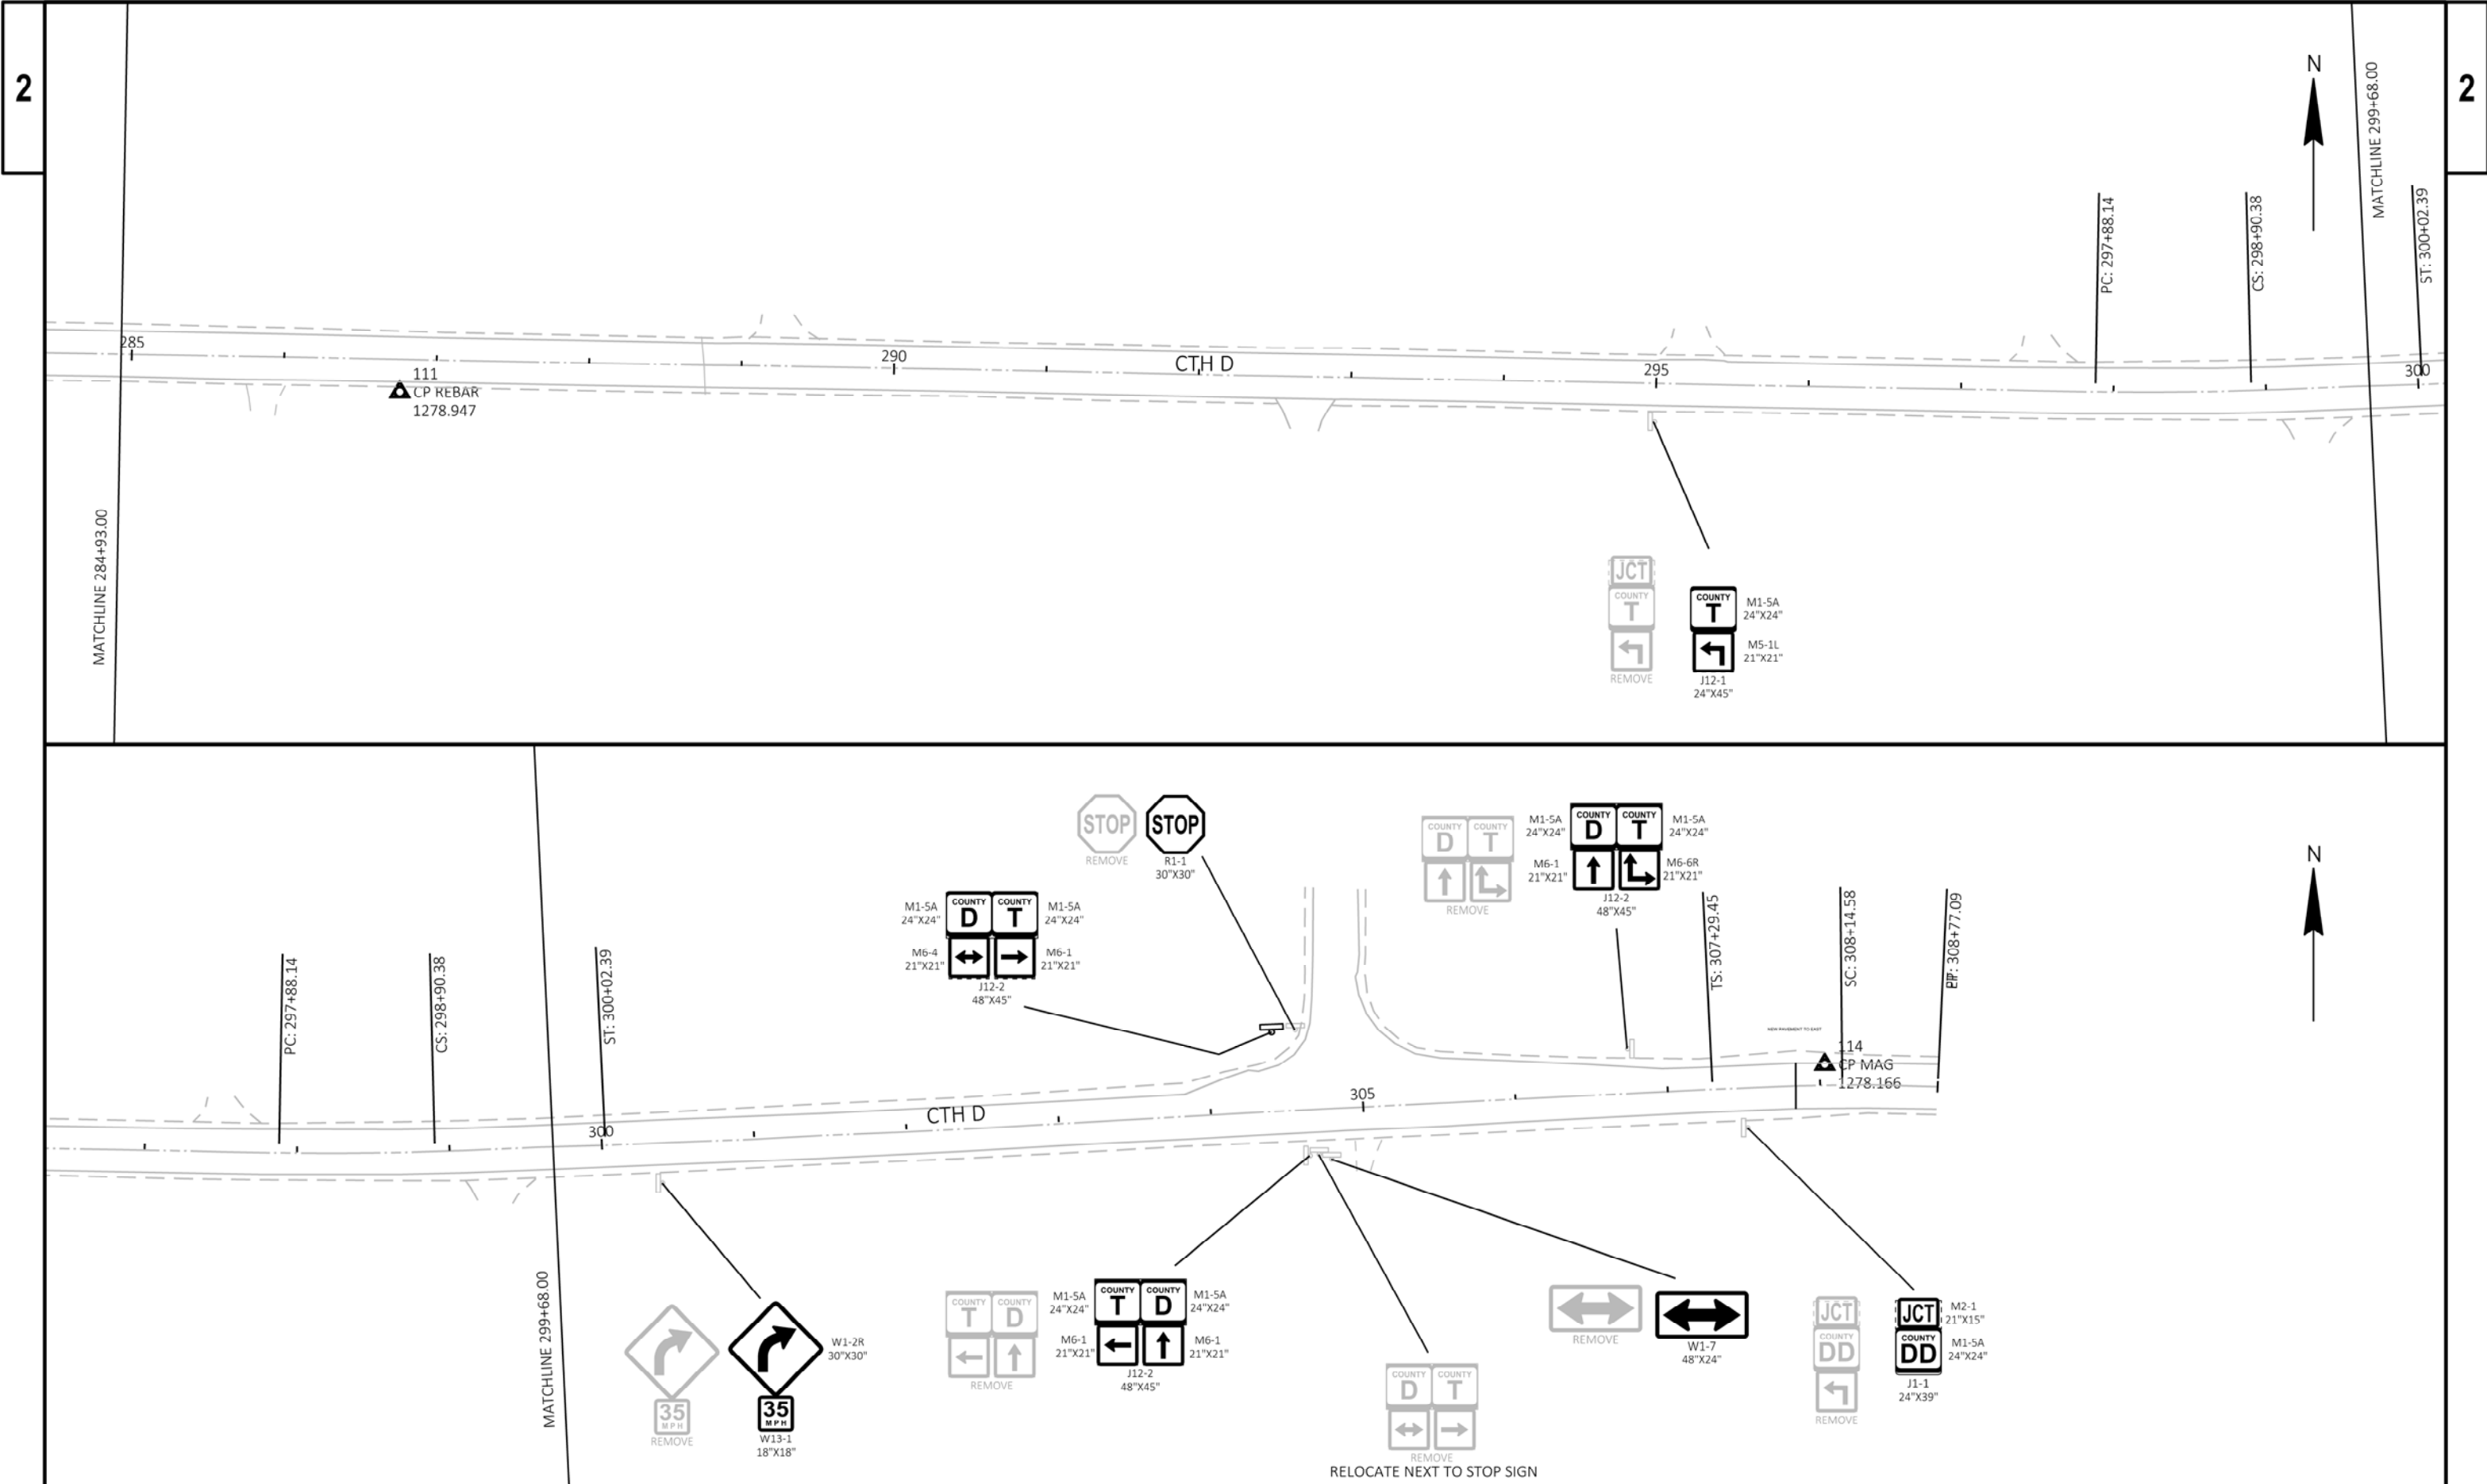 2
2
N
MATCHLINE 299+68.00
PC: 297+88.14
CS: 298+90.38
ST: 300+02.39
285
290
CTH D
295
300
111
CP REBAR
1278.947
MATCHLINE 284+93.00
JCT
COUNTY
T
REMOVE
COUNTY
T
M1-5A
24"X24"
M5-1L
21"X21"
J12-1
24"X45"
STOP
REMOVE
STOP
R1-1
30"X30"
COUNTY COUNTY
D T
REMOVE
M1-5A
24"X24"
COUNTY COUNTY
D T
M1-5A
24"X24"
M6-1
21"X21"
M6-6R
21"X21"
J12-2
48"X45"
N
M1-5A
24"X24"
COUNTY COUNTY
D T
M1-5A
24"X24"
M6-4
21"X21"
M6-1
21"X21"
J12-2
48"X45"
PC: 297+88.14
CS: 298+90.38
ST: 300+02.39
TS: 307+29.45
SC: 308+14.58
308+77.09
NEW PAVEMENT TO EAST
114
CP MAG
1278.166
300
CTH D
305
MATCHLINE 299+68.00
35
MPH
REMOVE
W1-2R
30"X30"
35
MPH
W13-1
18"X18"
COUNTY COUNTY
T D
REMOVE
M1-5A
24"X24"
COUNTY COUNTY
T D
M1-5A
24"X24"
M6-1
21"X21"
M6-1
21"X21"
J12-2
48"X45"
COUNTY COUNTY
D T
REMOVE
RELOCATE NEXT TO STOP SIGN
REMOVE
W1-7
48"X24"
JCT
COUNTY
DD
REMOVE
JCT
M2-1
21"X15"
COUNTY
DD
M1-5A
24"X24"
J1-1
24"X39"